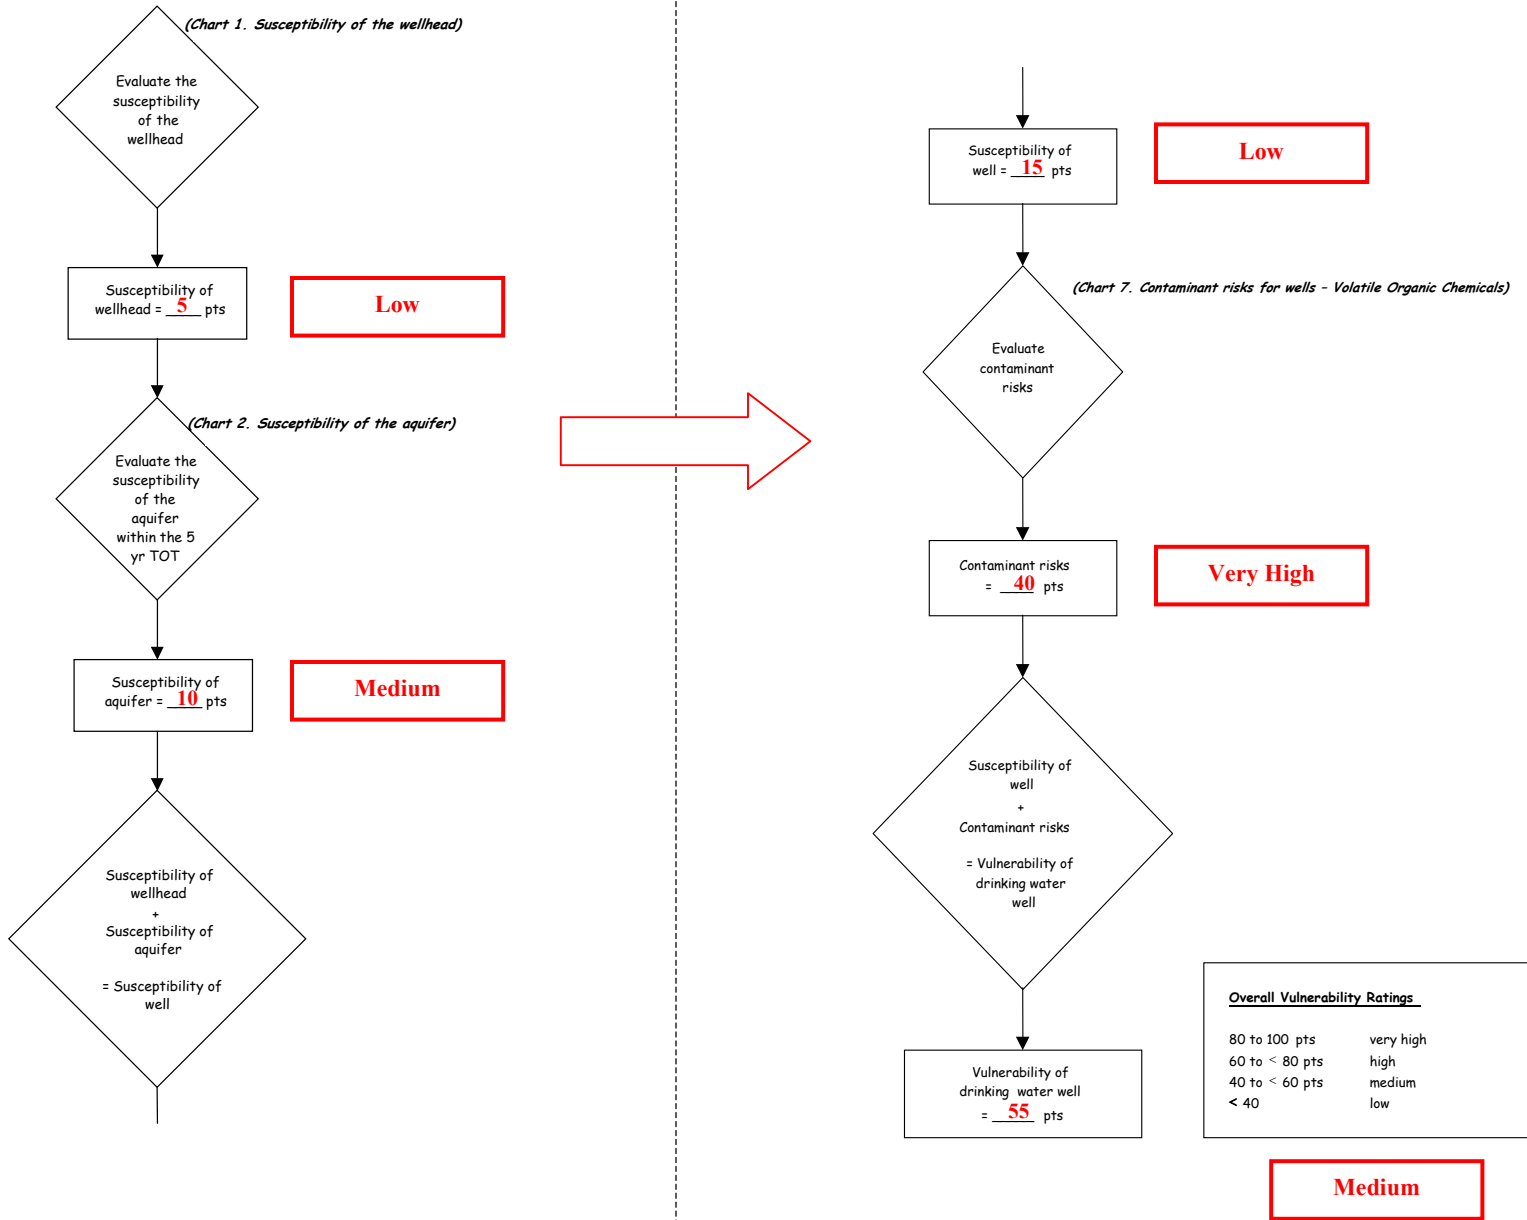 (Chart 1. Susceptibility of the wellhead)
Evaluate the
susceptibility
of the
wellhead
Susceptibility of
wellhead = 5 pts
Low
(Chart 2. Susceptibility of the aquifer)
Evaluate the
susceptibility
of the
aquifer
within the 5
yr TOT
Susceptibility of
aquifer = 10 pts
Medium
Susceptibility of
wellhead
+
Susceptibility of
aquifer
= Susceptibility of
well
Susceptibility of
well = 15 pts
Low
(Chart 7. Contaminant risks for wells – Volatile Organic Chemicals)
Evaluate
contaminant
risks
Contaminant risks
= 40 pts
Very High
Susceptibility of
well
+
Contaminant risks
= Vulnerability of
drinking water
well
Vulnerability of
drinking water well
= 55 pts
Overall Vulnerability Ratings
80 to 100 pts very high
60 to < 80 pts high
40 to < 60 pts medium
< 40 low
Medium